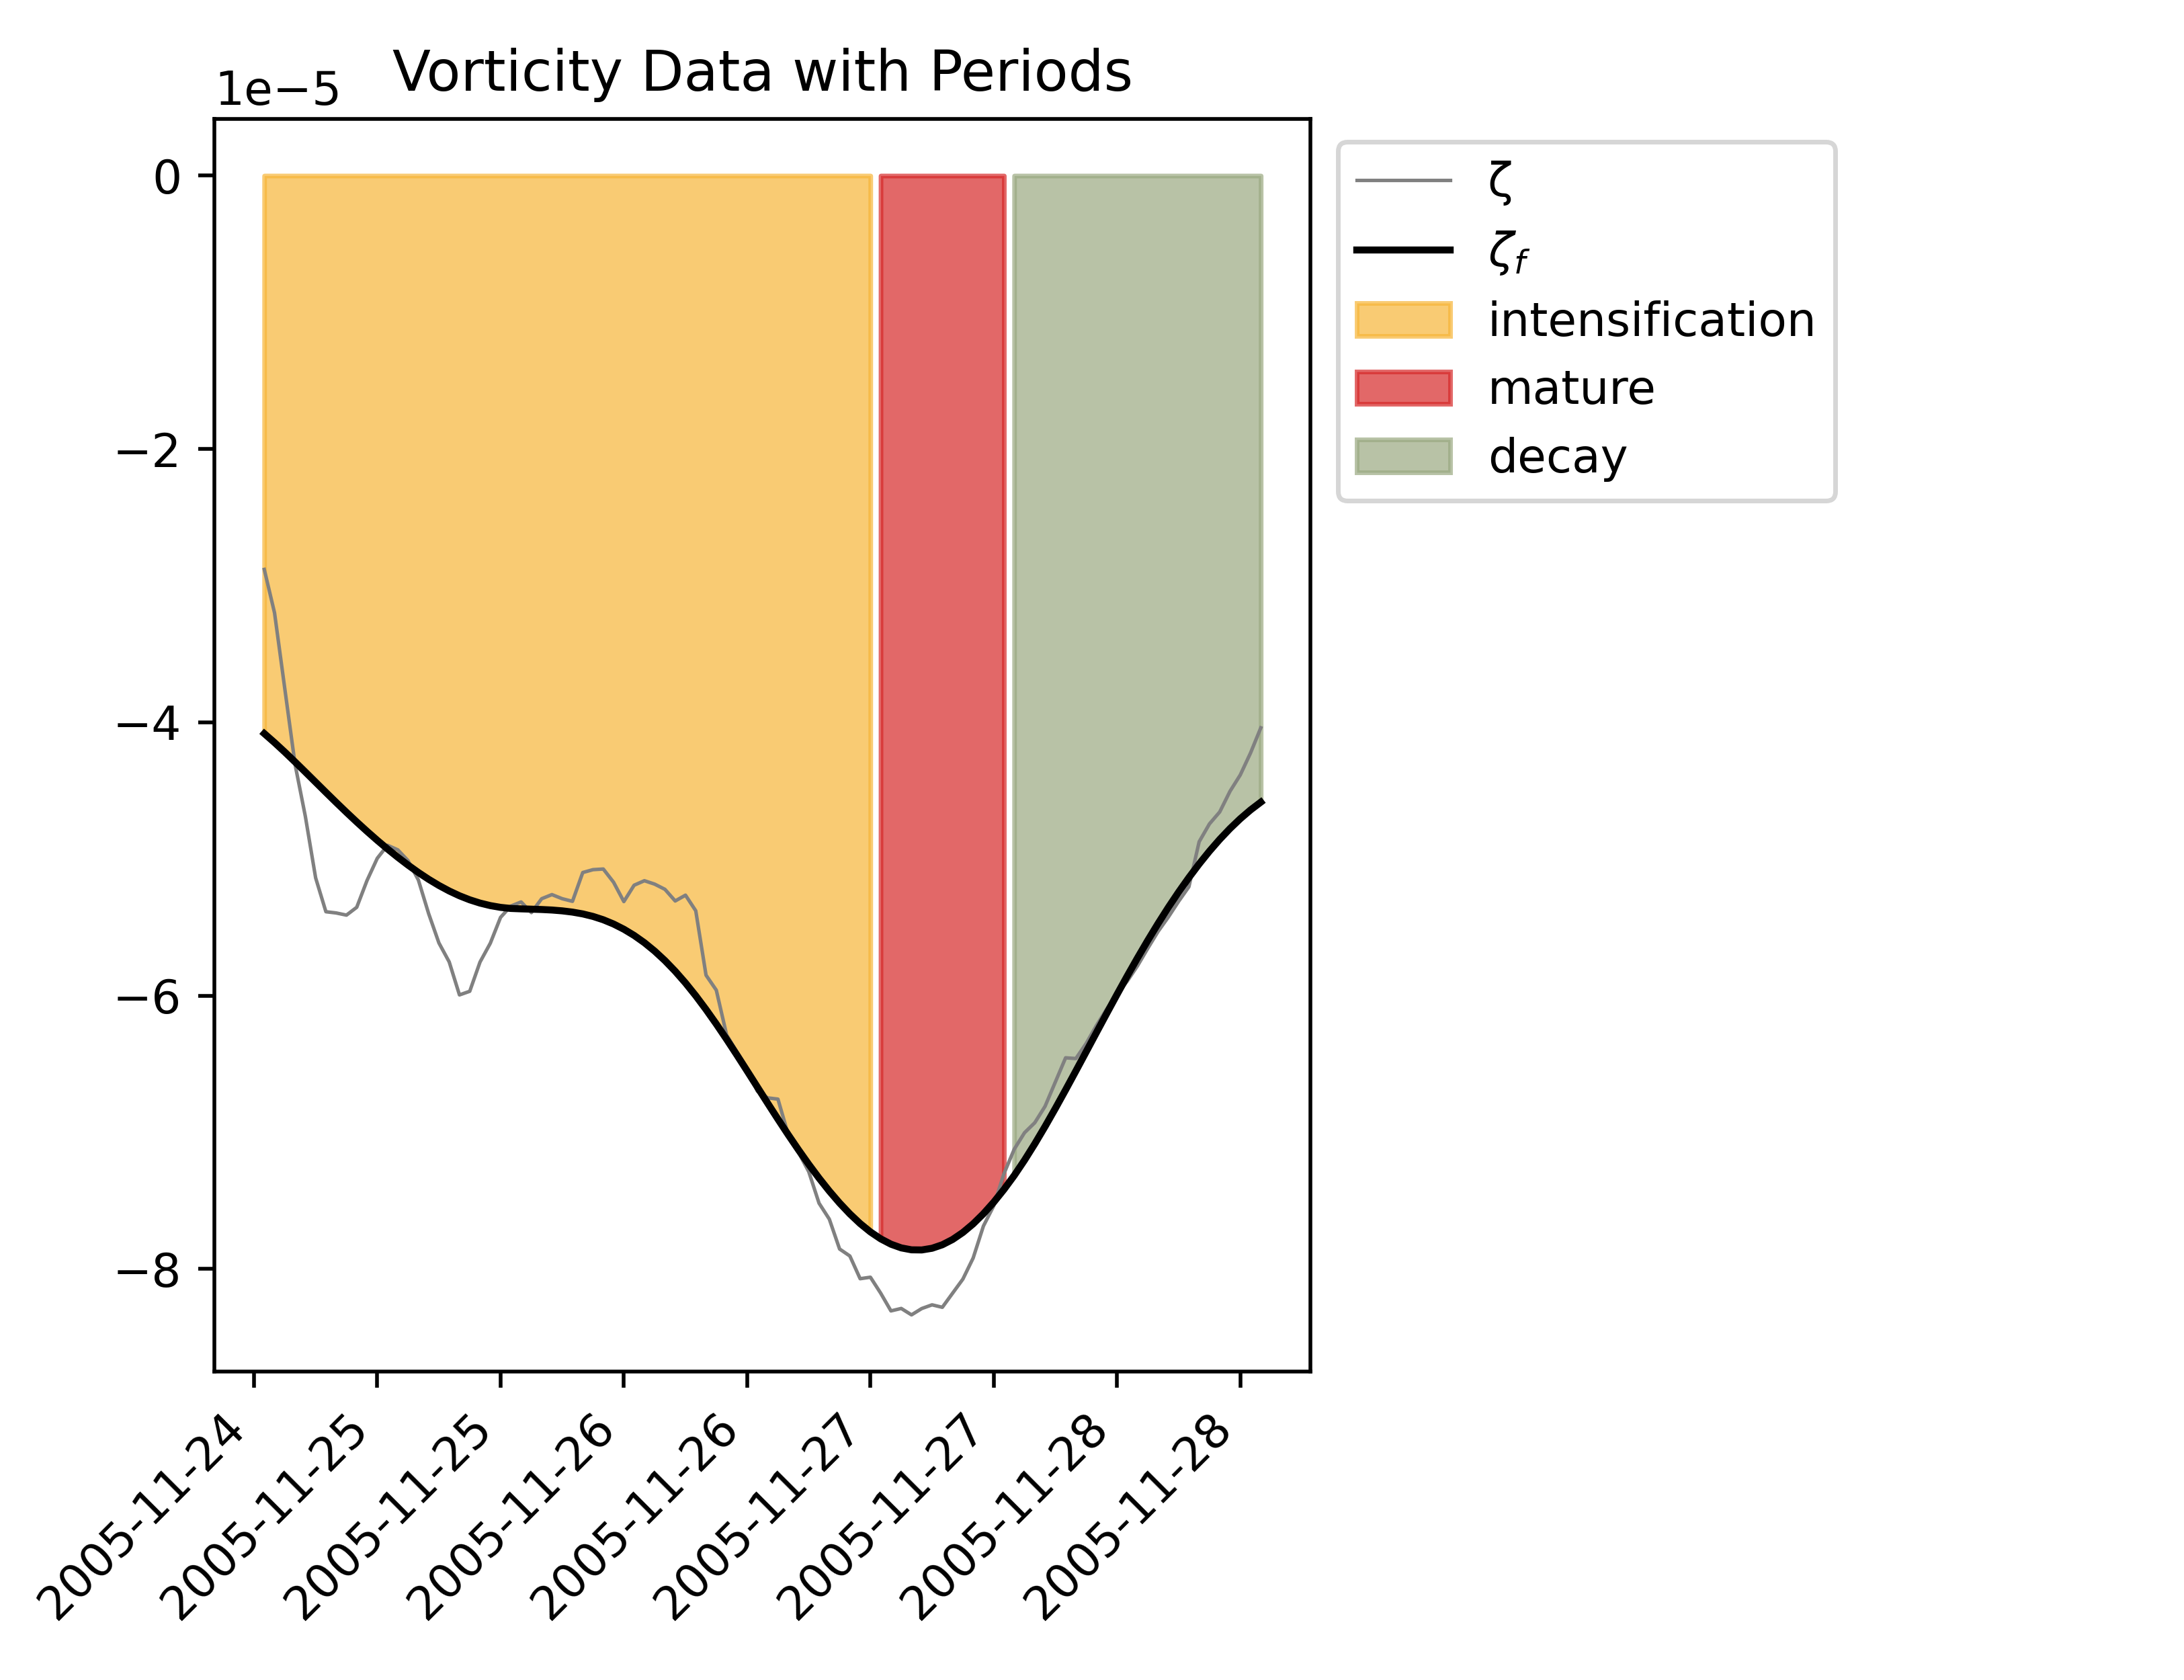 Vorticity Data with Periods
1e−5
0
−2
−4
−6
−8
2005-11-24
2005-11-25
2005-11-25
2005-11-26
2005-11-26
2005-11-27
2005-11-27
2005-11-28
2005-11-28
ζ
ζf
intensification
mature
decay